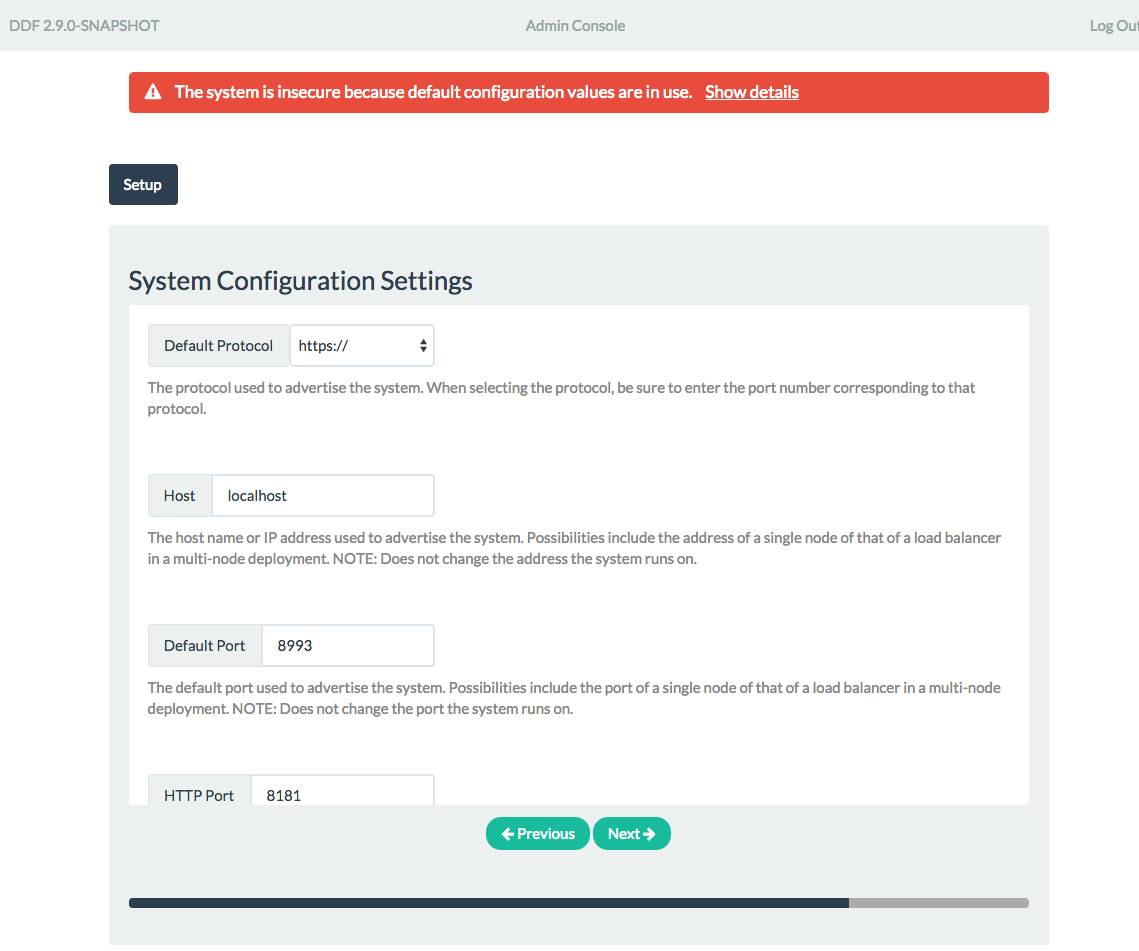 DDF 2.9.0-SNAPSHOT
Admin Console
Log Out
The system is insecure because default configuration values are in use. Show details
Setup
System Configuration Settings
Default Protocol https://
The protocol used to advertise the system. When selecting the protocol, be sure to enter the port number corresponding to that
protocol.
Host localhost
The host name or IP address used to advertise the system. Possibilities include the address of a single node of that of a load balancer
in a multi-node deployment. NOTE: Does not change the address the system runs on.
Default Port 8993
The default port used to advertise the system. Possibilities include the port of a single node of that of a load balancer in a multi-node
deployment. NOTE: Does not change the port the system runs on.
HTTP Port 8181
Previous
Next